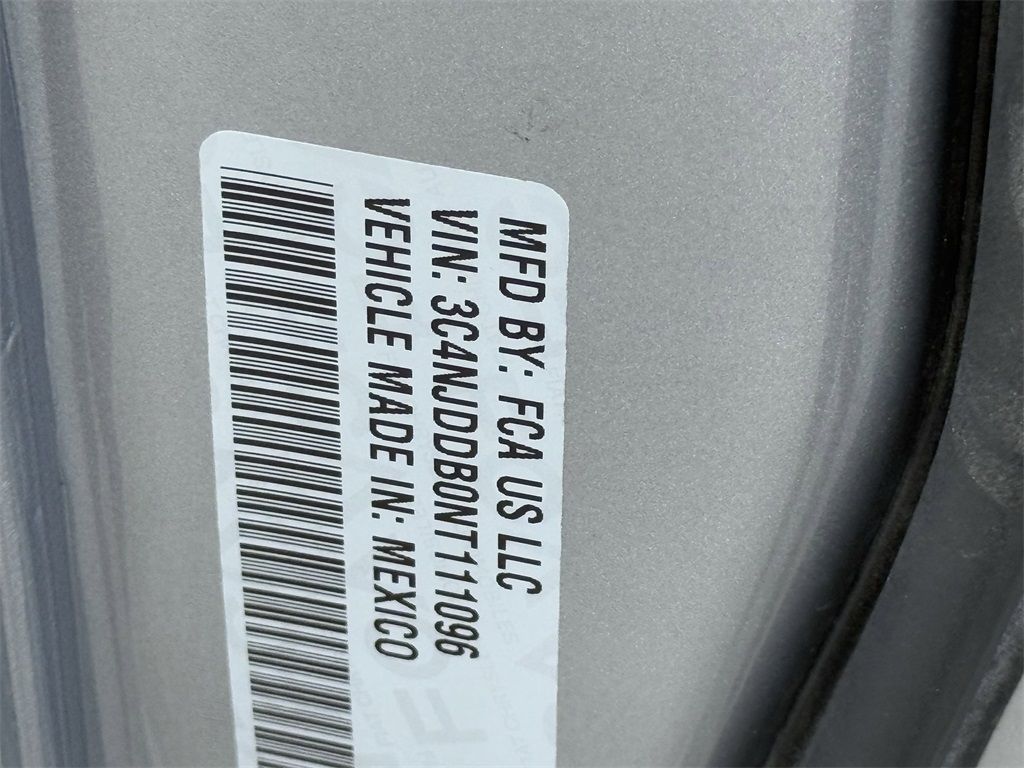 MFD BY: FCA US LLC
VIN: 3C4NJDDB0NT111096
VEHICLE MADE IN: MEXICO